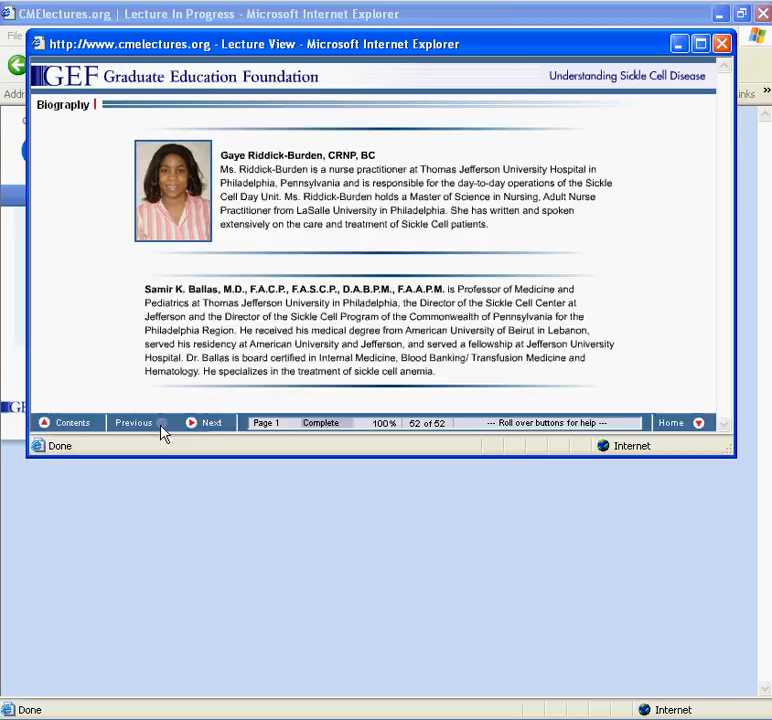 CMElectures.org | Lecture In Progress - Microsoft Internet Explorer
File
http://www.cmelectures.org - Lecture View - Microsoft Internet Explorer
GEF Graduate Education Foundation
Understanding Sickle Cell Disease
Addr
inks »
Biography
Gaye Riddick-Burden, CRNP, BC
Ms. Riddick-Burden is a nurse practitioner at Thomas Jefferson University Hospital in
Philadelphia, Pennsylvania and is responsible for the day-to-day operations of the Sickle
Cell Day Unit. Ms. Riddick-Burden holds a Master of Science in Nursing, Adult Nurse
Practitioner from LaSalle University in Philadelphia. She has written and spoken
extensively on the care and treatment of Sickle Cell patients.
Samir K. Ballas, M.D., F.A.C.P., F.A.S.C.P., D.A.B.P.M., F.A.A.P.M. is Professor of Medicine and
Pediatrics at Thomas Jefferson University in Philadelphia, the Director of the Sickle Cell Center at
Jefferson and the Director of the Sickle Cell Program of the Commonwealth of Pennsylvania for the
Philadelphia Region. He received his medical degree from American University of Beirut in Lebanon,
served his residency at American University and Jefferson, and served a fellowship at Jefferson University
Hospital. Dr. Ballas is board certified in Internal Medicine, Blood Banking/ Transfusion Medicine and
Hematology. He specializes in the treatment of sickle cell anemia.
Contents Previous Next Page 1 Complete 100% 52 of 52 --- Roll over buttons for help --- Home
Done Internet
Done Internet